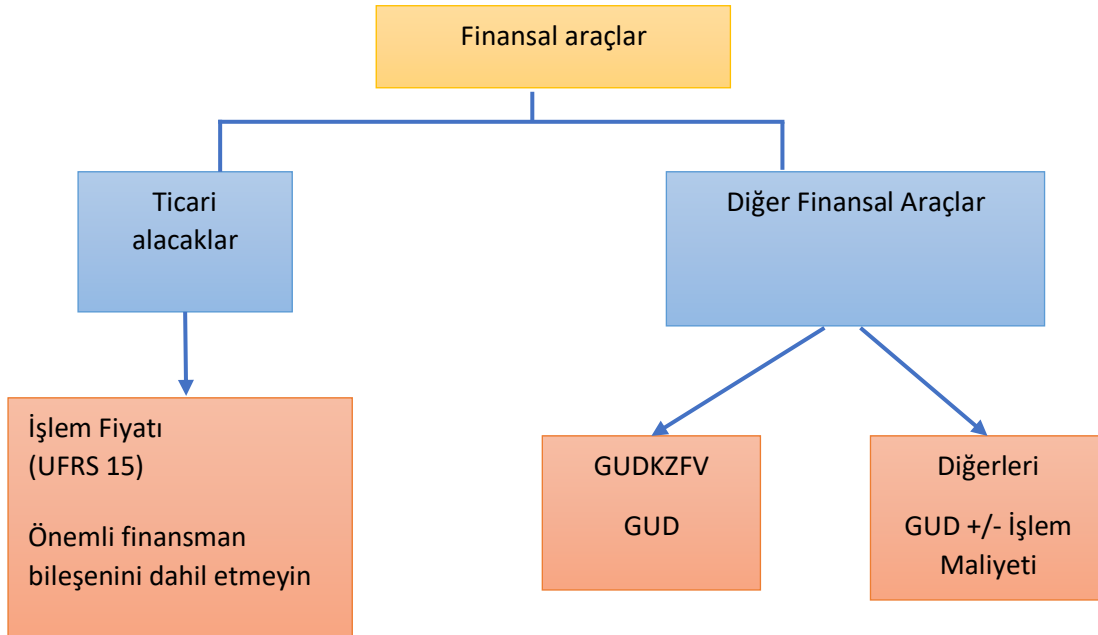 Finansal araçlar
Ticari
alacaklar
Diğer Finansal Araçlar
İşlem Fiyatı
(UFRS 15)
Önemli finansman
bileşenini dahil etmeyin
GUDKZFV
GUD
Diğerleri
GUD +/- İşlem
Maliyeti